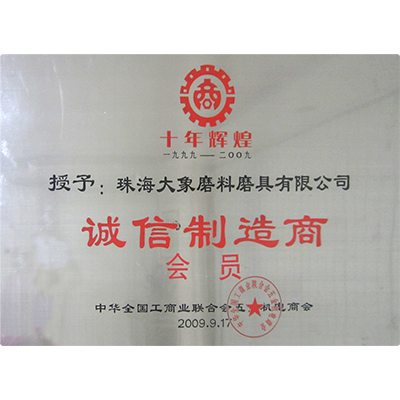 商
十年辉煌
一九九九——二００九
授予：珠海大象磨料磨具有限公司
诚信制造商
会员
中华全国工商业联合会五金机电商会
2009.9.17